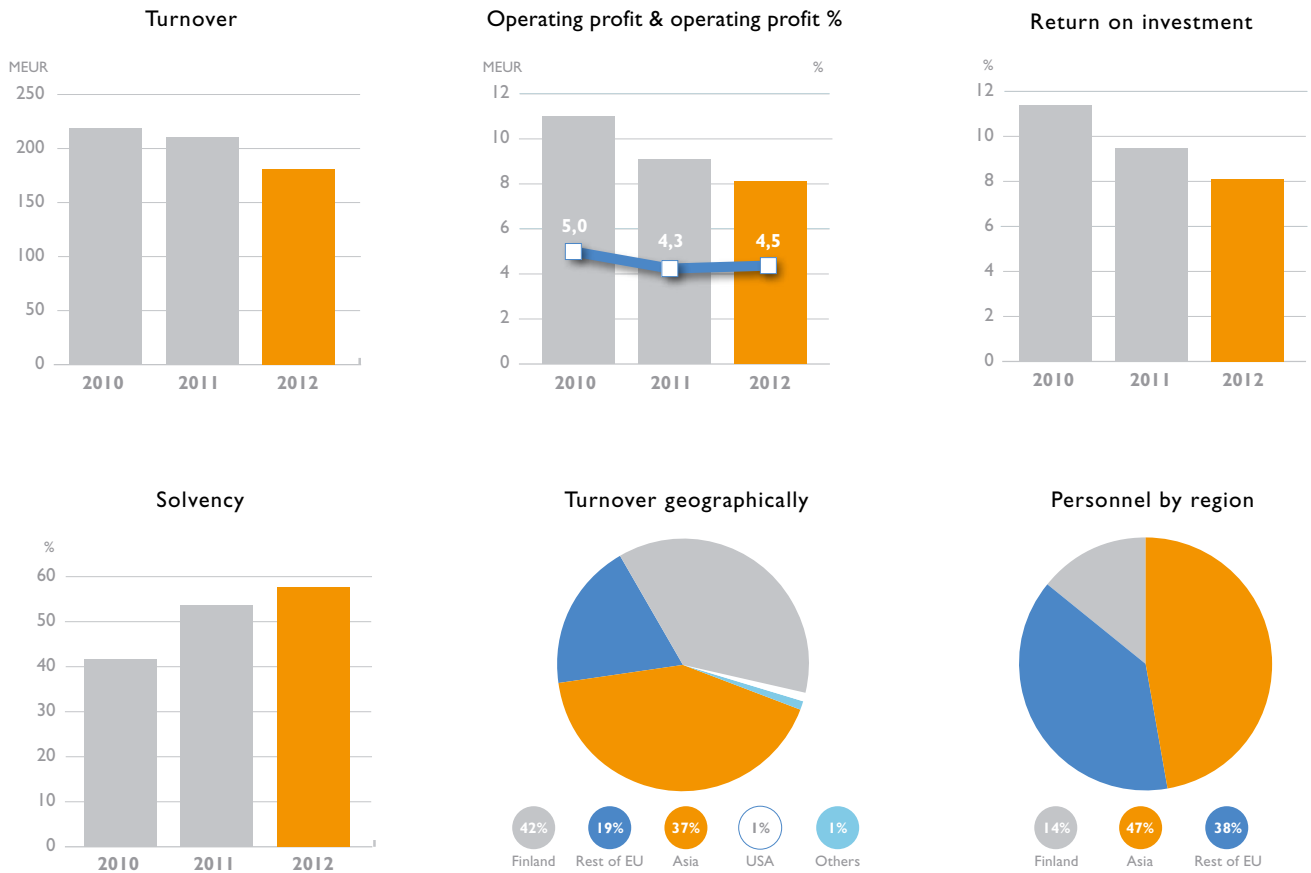 Turnover
MEUR
250
200
150
100
50
0
2010 2011 2012
Operating profit & operating profit %
MEUR %
12
10
8
6
4
2
0
5,0 4,3 4,5
2010 2011 2012
Return on investment
%
12
10
8
6
4
2
0
2010 2011 2012
Solvency
%
60
50
40
30
20
10
0
2010 2011 2012
Turnover geographically
42% 19% 37% 1% 1%
Finland Rest of EU Asia USA Others
Personnel by region
14% 47% 38%
Finland Asia Rest of EU